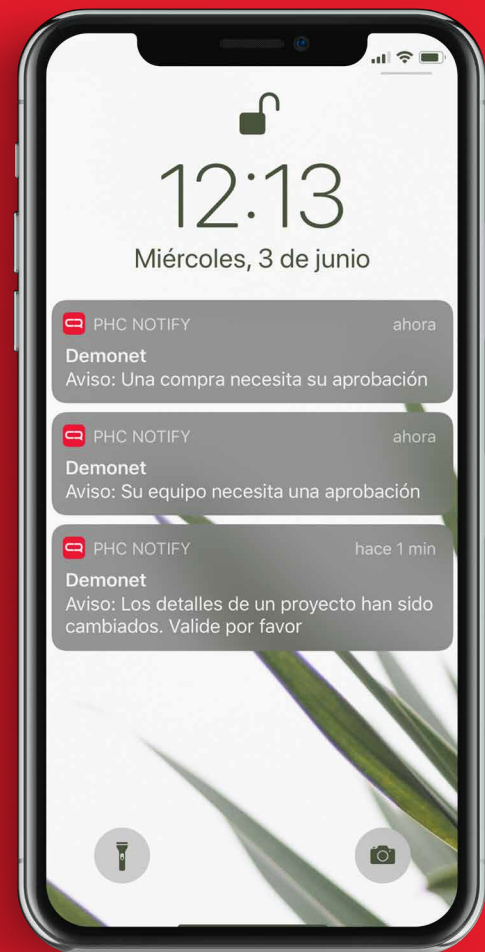 12:13
Miércoles, 3 de junio
PHC NOTIFY ahora
Demonet
Aviso: Una compra necesita su aprobación
PHC NOTIFY ahora
Demonet
Aviso: Su equipo necesita una aprobación
PHC NOTIFY hace 1 min
Demonet
Aviso: Los detalles de un proyecto han sido
cambiados. Valide por favor